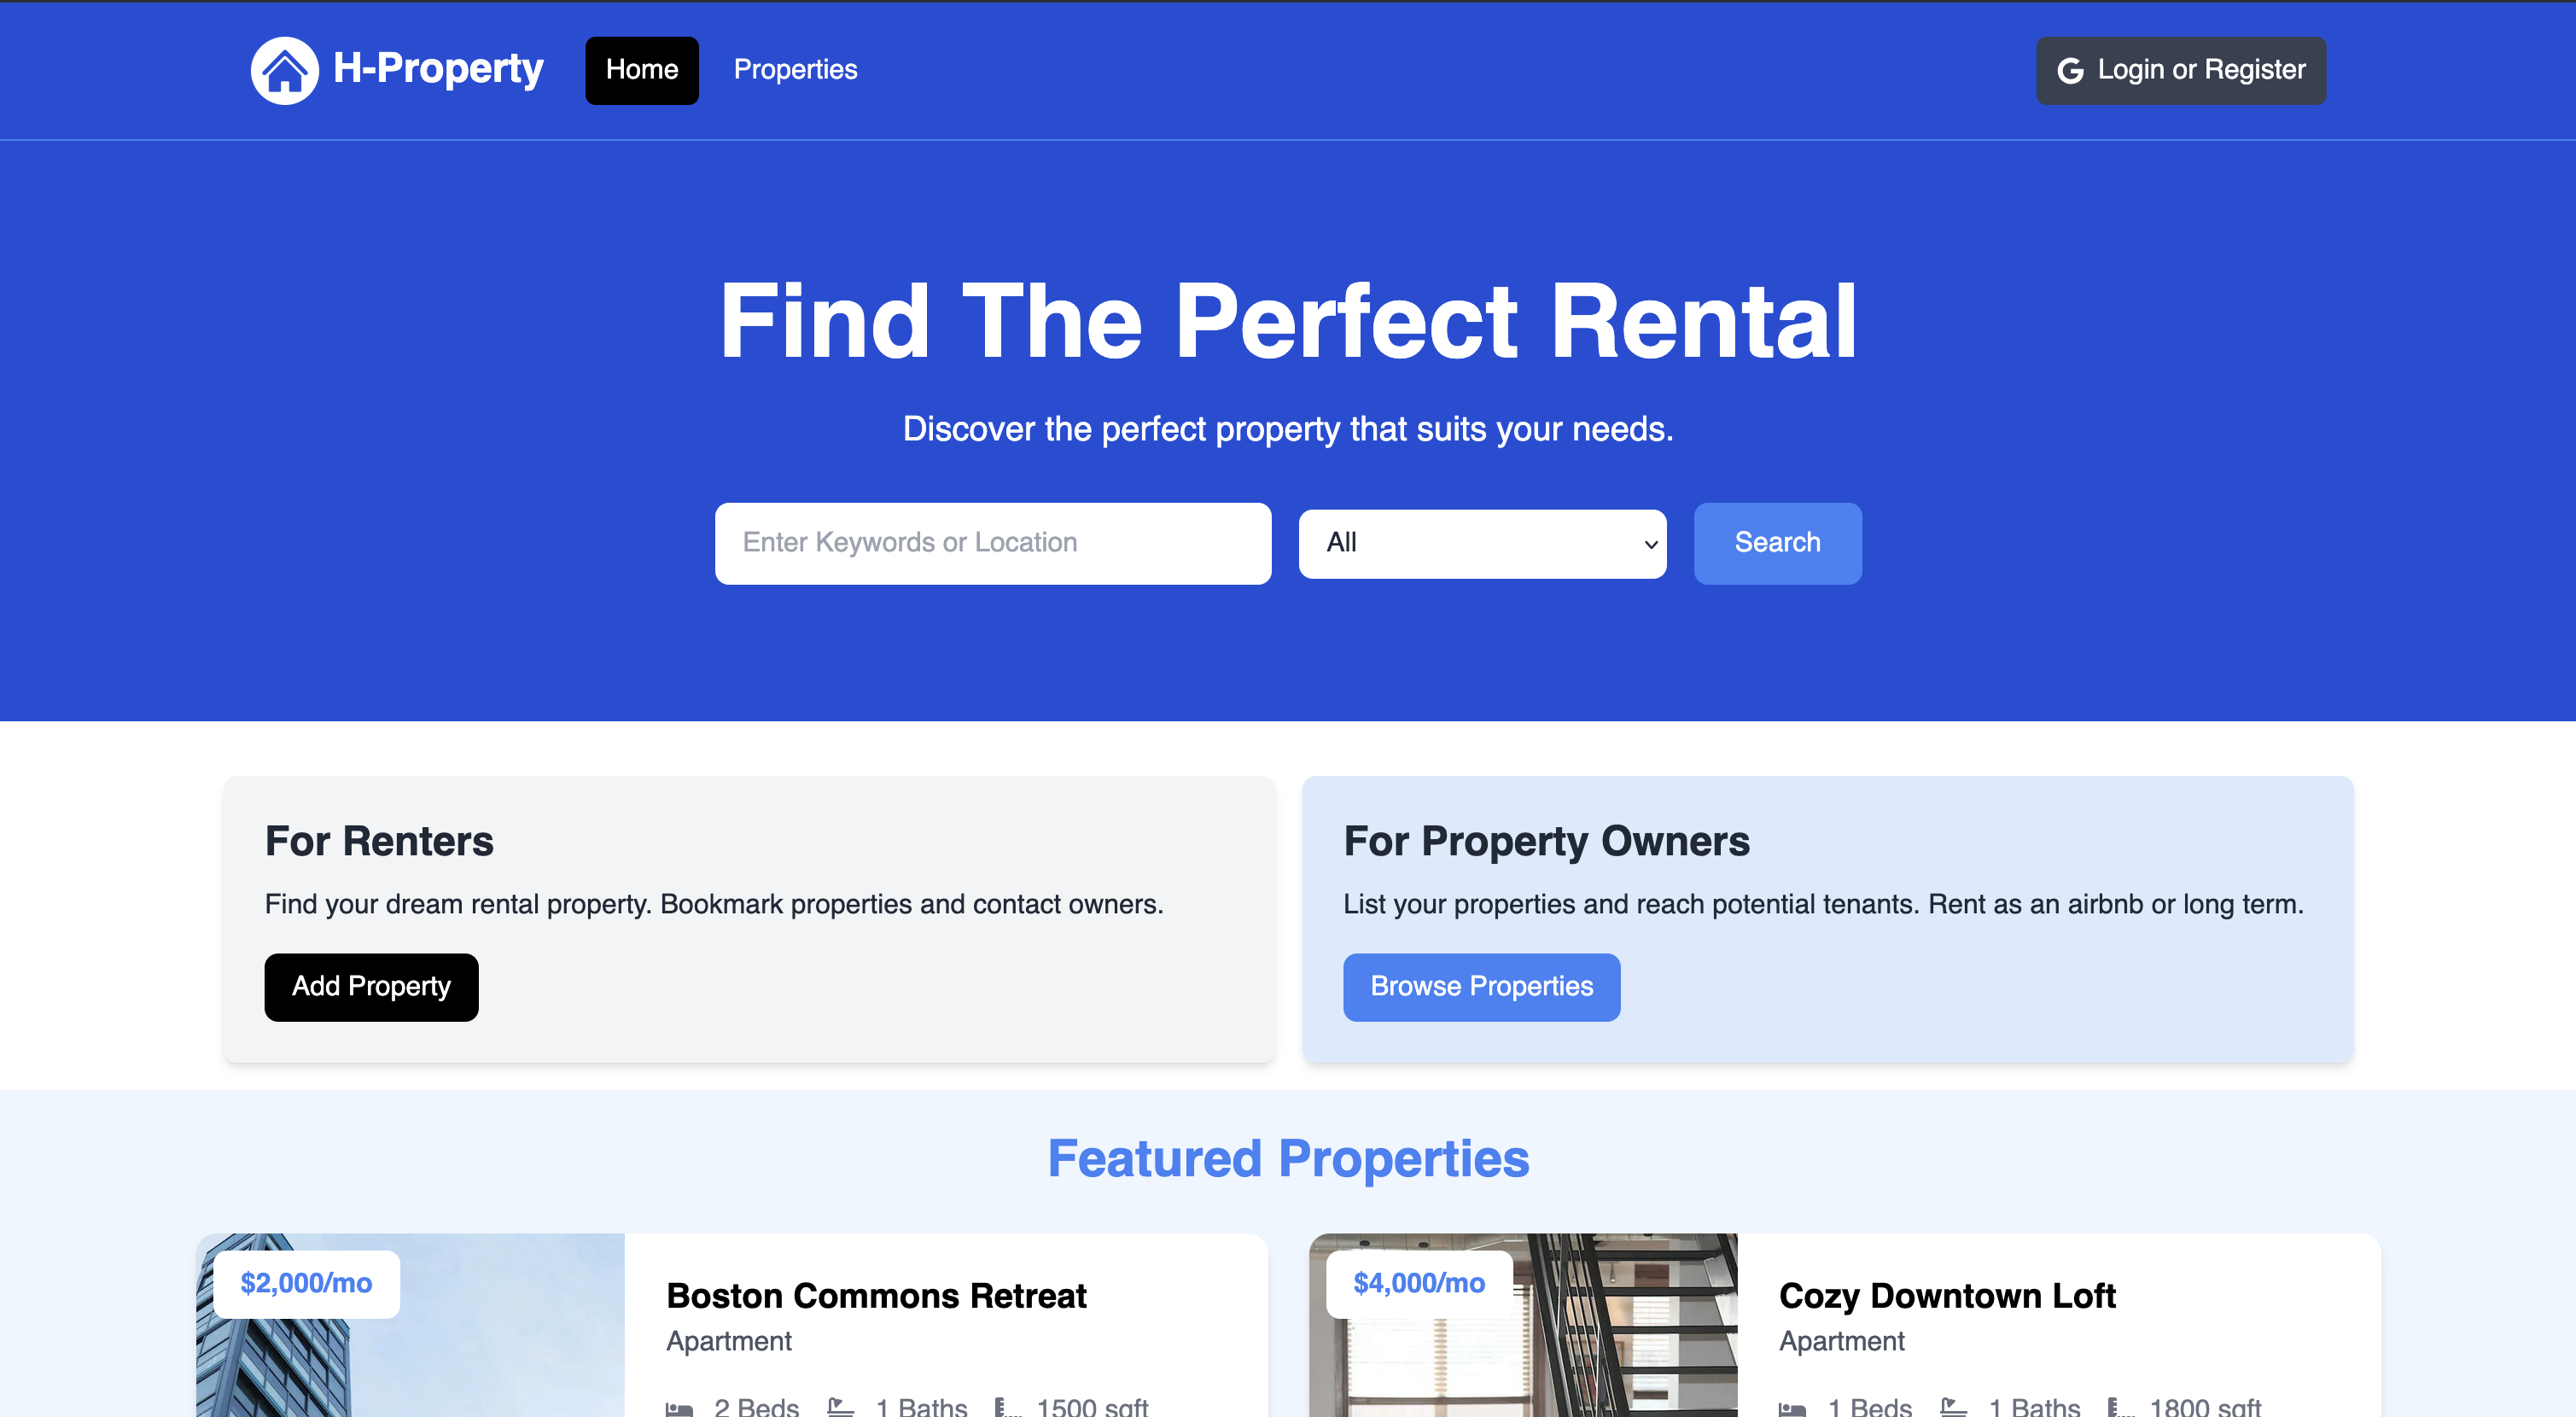 H-Property
Home
Properties
Login or Register
Find The Perfect Rental
Discover the perfect property that suits your needs.
Enter Keywords or Location
All
Search
For Renters
Find your dream rental property. Bookmark properties and contact owners.
Add Property
For Property Owners
List your properties and reach potential tenants. Rent as an airbnb or long term.
Browse Properties
Featured Properties
$2,000/mo
Boston Commons Retreat
Apartment
2 Beds 1 Baths 1500 sqft
$4,000/mo
Cozy Downtown Loft
Apartment
1 Beds 1 Baths 1800 sqft